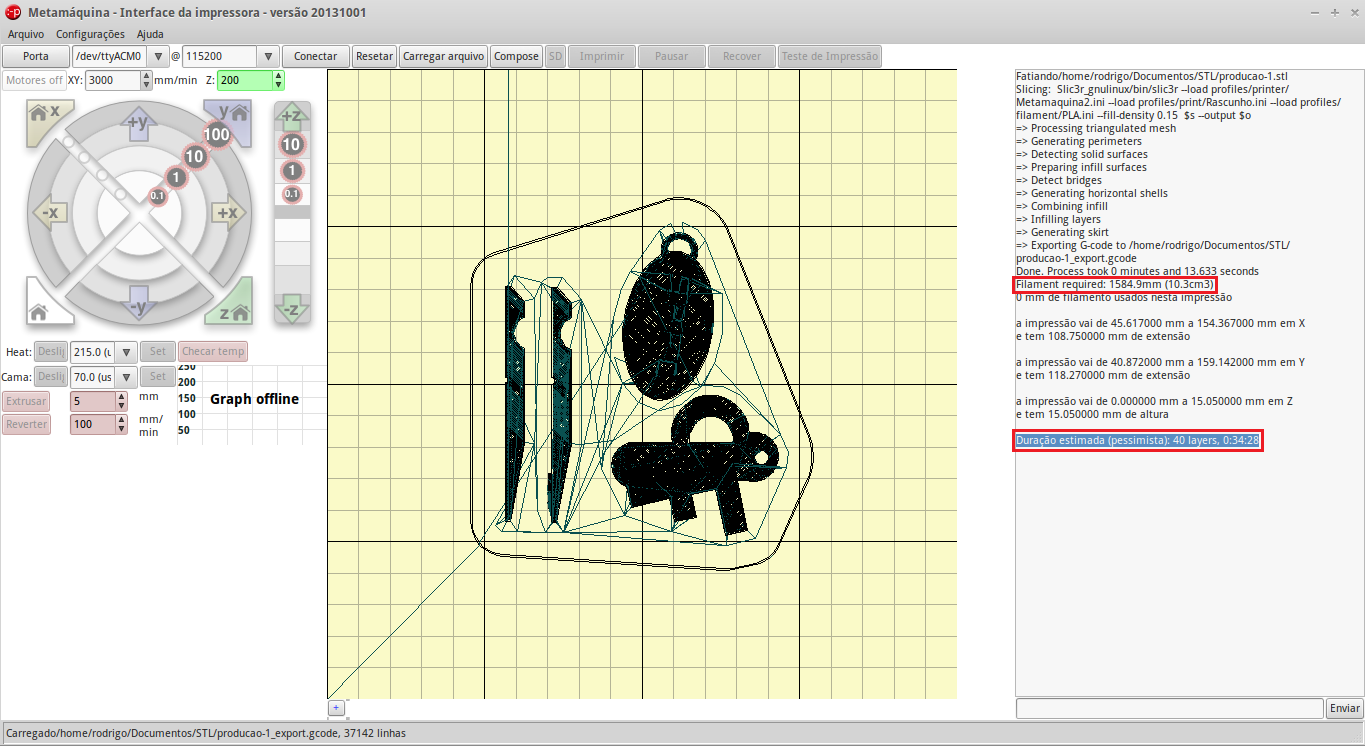 Metamáquina - Interface da impressora - versão 20131001
Arquivo Configurações Ajuda
Porta /dev/ttyACM0 @ 115200 Conectar Resetar Carregar arquivo Compose SD Imprimir Pausar Recover Teste de Impressão
Motores off XY: 3000 mm/min Z: 200
x
y
+y
100
10
1
0.1
-x
+x
-y
z
+z
10
1
0.1
-z
Heat: Deslig 215.0 (u Set Checar temp
Cama: Deslig 70.0 (us Set
Extrusar 5 mm
Reverter 100 mm/
min
250
200
150
100
50
Graph offline
+
Fatiando/home/rodrigo/Documentos/STL/producao-1.stl
Slicing: Slic3r_gnulinux/bin/slic3r --load profiles/printer/
Metamaquina2.ini --load profiles/print/Rascunho.ini --load profiles/
filament/PLA.ini --fill-density 0.15 $s --output $o
=> Processing triangulated mesh
=> Generating perimeters
=> Detecting solid surfaces
=> Preparing infill surfaces
=> Detect bridges
=> Generating horizontal shells
=> Combining infill
=> Infilling layers
=> Generating skirt
=> Exporting G-code to /home/rodrigo/Documentos/STL/
producao-1_export.gcode
Done. Process took 0 minutes and 13.633 seconds
Filament required: 1584.9mm (10.3cm3)
0 mm de filamento usados nesta impressão
a impressão vai de 45.617000 mm a 154.367000 mm em X
e tem 108.750000 mm de extensão
a impressão vai de 40.872000 mm a 159.142000 mm em Y
e tem 118.270000 mm de extensão
a impressão vai de 0.000000 mm a 15.050000 mm em Z
e tem 15.050000 mm de altura
Duração estimada (pessimista): 40 layers, 0:34:28
Enviar
Carregado/home/rodrigo/Documentos/STL/producao-1_export.gcode, 37142 linhas